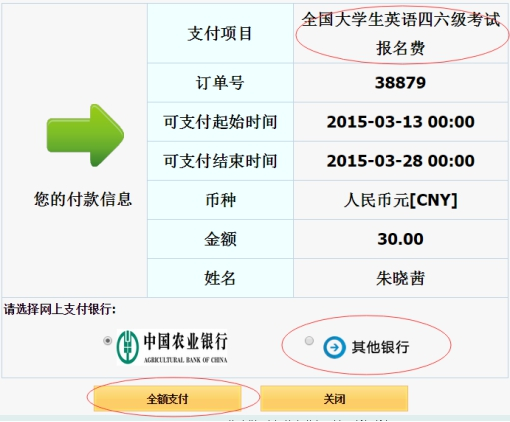 支付项目
全国大学生英语四六级考试
报名费
订单号
38879
可支付起始时间
2015-03-13 00:00
可支付结束时间
2015-03-28 00:00
您的付款信息
币种
人民币元[CNY]
金额
30.00
姓名
朱晓茜
请选择网上支付银行:
中国农业银行
AGRICULTURAL BANK OF CHINA
其他银行
全额支付
关闭